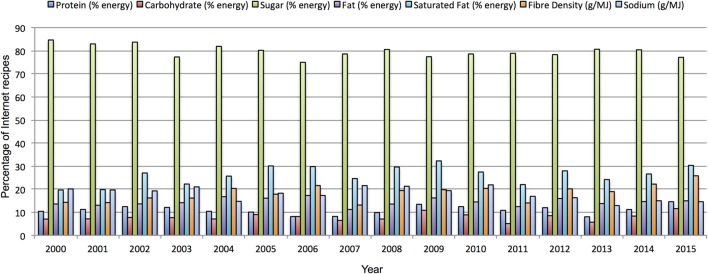 Protein (% energy) Carbohydrate (% energy) Sugar (% energy) Fat (% energy) Saturated Fat (% energy) Fibre Density (g/MJ) Sodium (g/MJ)
90
80
70
60
50
40
30
20
10
0
Percentage of Internet recipes
2000 2001 2002 2003 2004 2005 2006 2007 2008 2009 2010 2011 2012 2013 2014 2015
Year